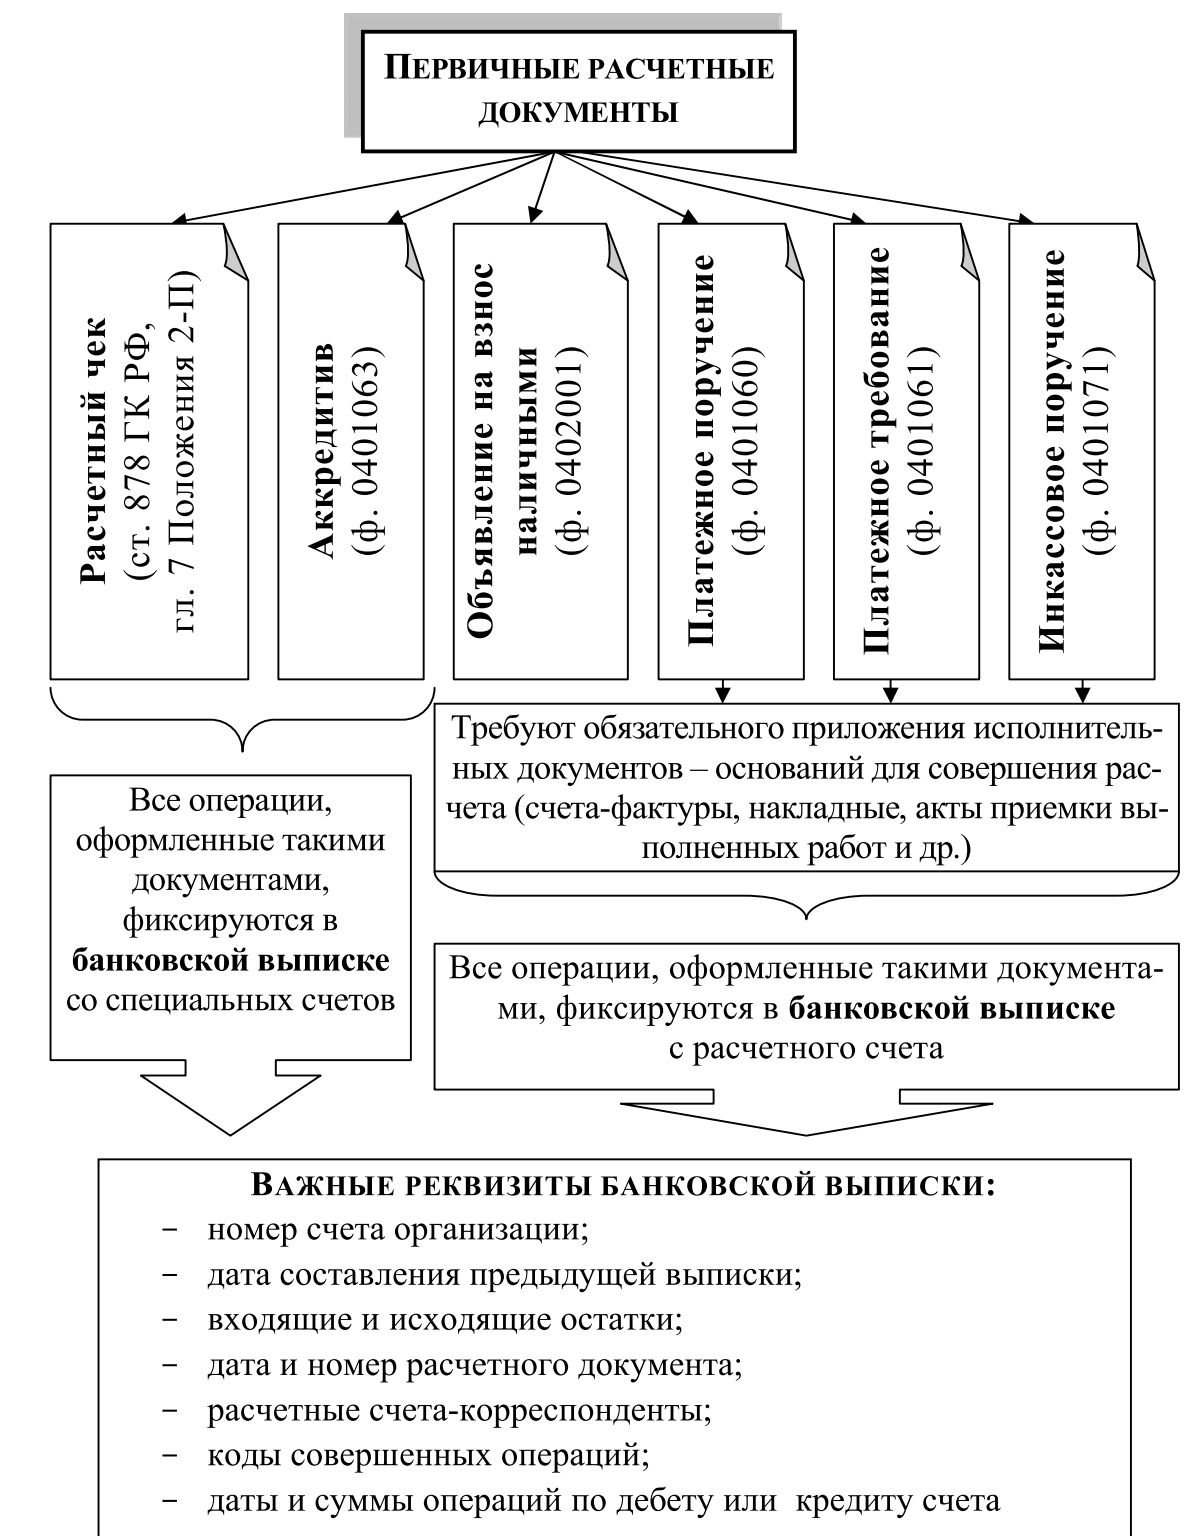 ПЕРВИЧНЫЕ РАСЧЕТНЫЕ
ДОКУМЕНТЫ
Расчетный чек
(ст. 878 ГК РФ,
гл. 7 Положения 2-П)
Аккредитив
(ф. 0401063)
Объявление на взнос
наличными
(ф. 0402001)
Платежное поручение
(ф. 0401060)
Платежное требование
(ф. 0401061)
Инкассовое поручение
(ф. 0401071)
Требуют обязательного приложения исполнитель-
ных документов – оснований для совершения рас-
чета (счета-фактуры, накладные, акты приемки вы-
полненных работ и др.)
Все операции,
оформленные такими
документами,
фиксируются в
банковской выписке
со специальных счетов
Все операции, оформленные такими документа-
ми, фиксируются в банковской выписке
с расчетного счета
ВАЖНЫЕ РЕКВИЗИТЫ БАНКОВСКОЙ ВЫПИСКИ:
− номер счета организации;
− дата составления предыдущей выписки;
− входящие и исходящие остатки;
− дата и номер расчетного документа;
− расчетные счета-корреспонденты;
− коды совершенных операций;
− даты и суммы операций по дебету или кредиту счета